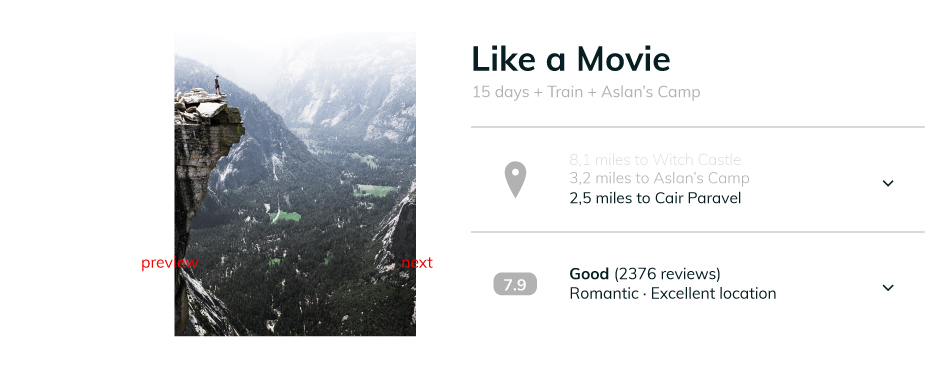 Like a Movie
15 days + Train + Aslan's Camp
8,1 miles to Witch Castle
3,2 miles to Aslan's Camp
2,5 miles to Cair Paravel
preview
next
7.9
Good (2376 reviews)
Romantic · Excellent location